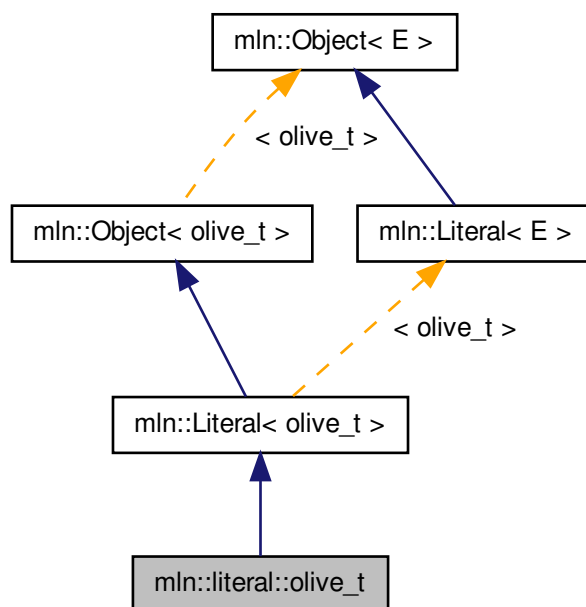 mln::Object< E >
< olive_t >
mln::Object< olive_t >
mln::Literal< E >
< olive_t >
mln::Literal< olive_t >
mln::literal::olive_t